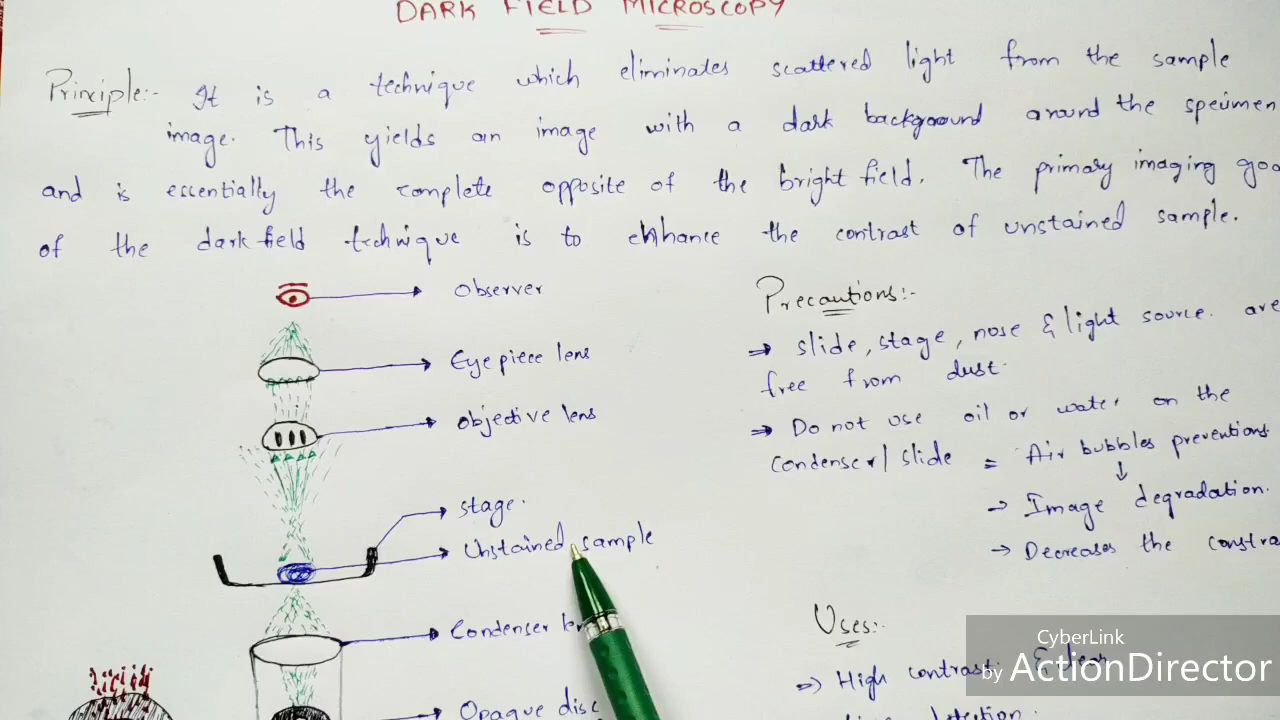 DARK FIELD MICROSCOPY
Principle:- It is a technique which eliminates scattered light from the sample
image. This yields an image with a dark background around the specimen
and is essentially the complete opposite of the bright field. The primary imaging goa
of the dark field technique is to enhance the contrast of unstained sample.
Observer
Eye piece lens
objective lens
stage.
Unstained sample
Condenser
Opaque disc
Precautions:-
⇒ slide, stage, nose & light source. are
free from dust.
⇒ Do not use oil or water on the
Condenser/ slide = Air bubbles preventions.
↓
→ Image degradation.
→ Decreases the constra
Uses:-
⇒ High contrast. & clear
detection.
CyberLink
by ActionDirector